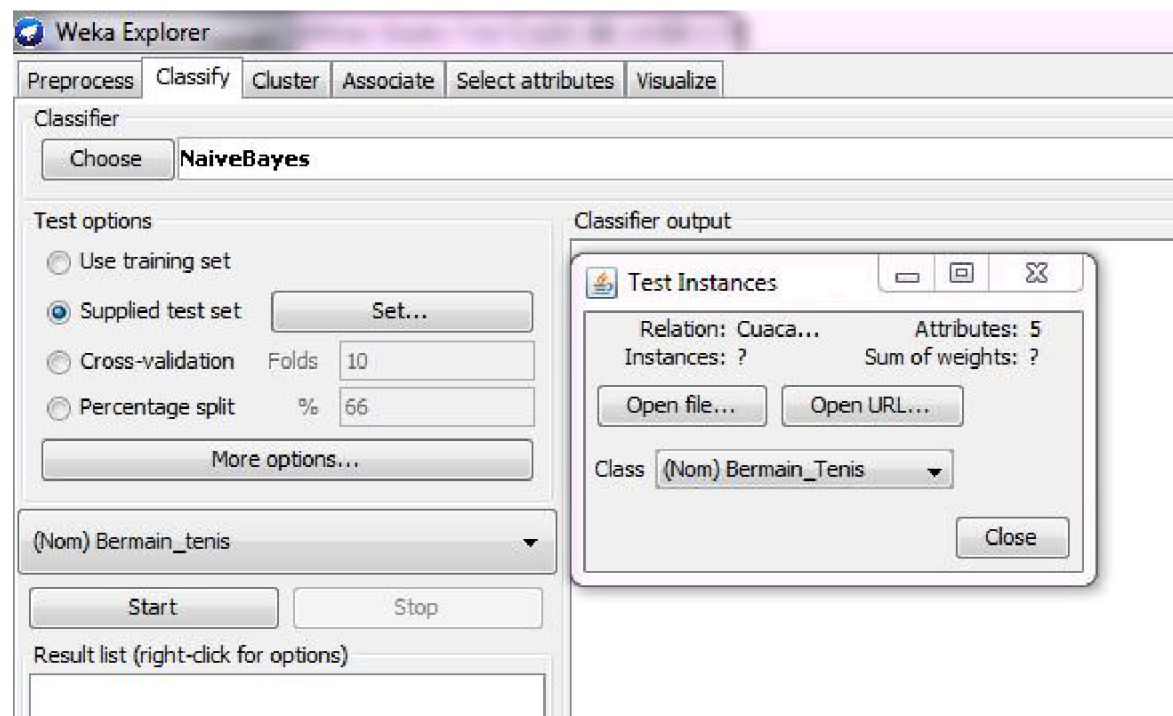 Weka Explorer
Preprocess Classify Cluster Associate Select attributes Visualize
Classifier
Choose NaiveBayes
Test options
Use training set
Supplied test set Set...
Cross-validation Folds 10
Percentage split % 66
More options...
(Nom) Bermain_tenis
Start Stop
Result list (right-click for options)
Classifier output
Test Instances
Relation: Cuaca... Attributes: 5
Instances: ? Sum of weights: ?
Open file... Open URL...
Class (Nom) Bermain_Tenis
Close